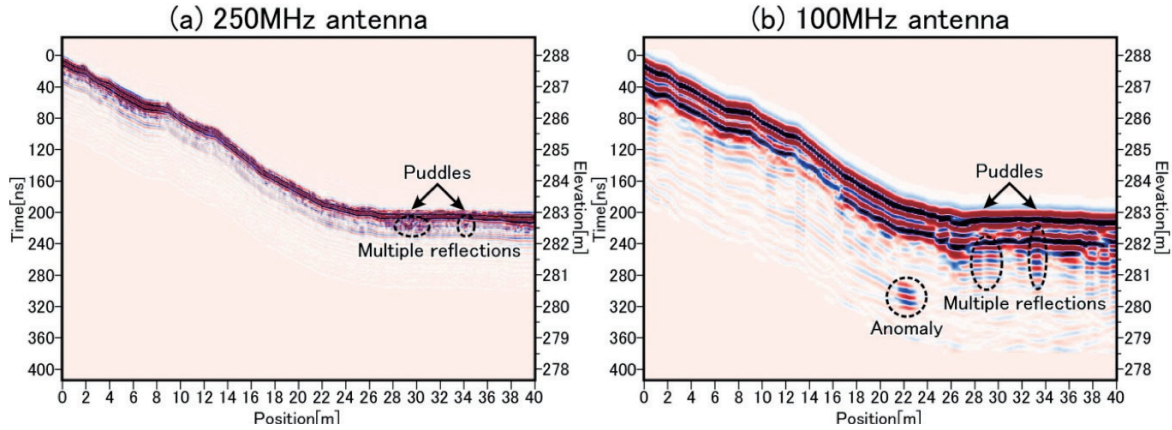 (a) 250MHz antenna
0
40
80
120
160
200
240
280
320
360
400
Time[ns]
288
287
286
285
284
283
282
281
280
279
278
Elevation[m]
Puddles
Multiple reflections
0 2 4 6 8 10 12 14 16 18 20 22 24 26 28 30 32 34 36 38 40
Position[m]
(b) 100MHz antenna
0
40
80
120
160
200
240
280
320
360
400
Time[ns]
288
287
286
285
284
283
282
281
280
279
278
Elevation[m]
Puddles
Multiple reflections
Anomaly
0 2 4 6 8 10 12 14 16 18 20 22 24 26 28 30 32 34 36 38 40
Position[m]